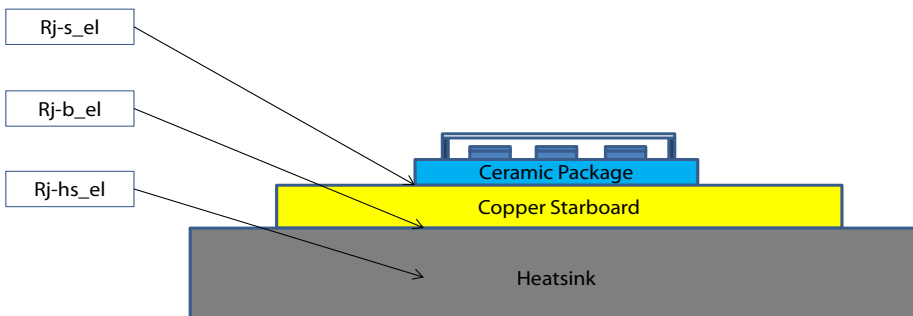 Rj-s_el
Rj-b_el
Rj-hs_el
Ceramic Package
Copper Starboard
Heatsink